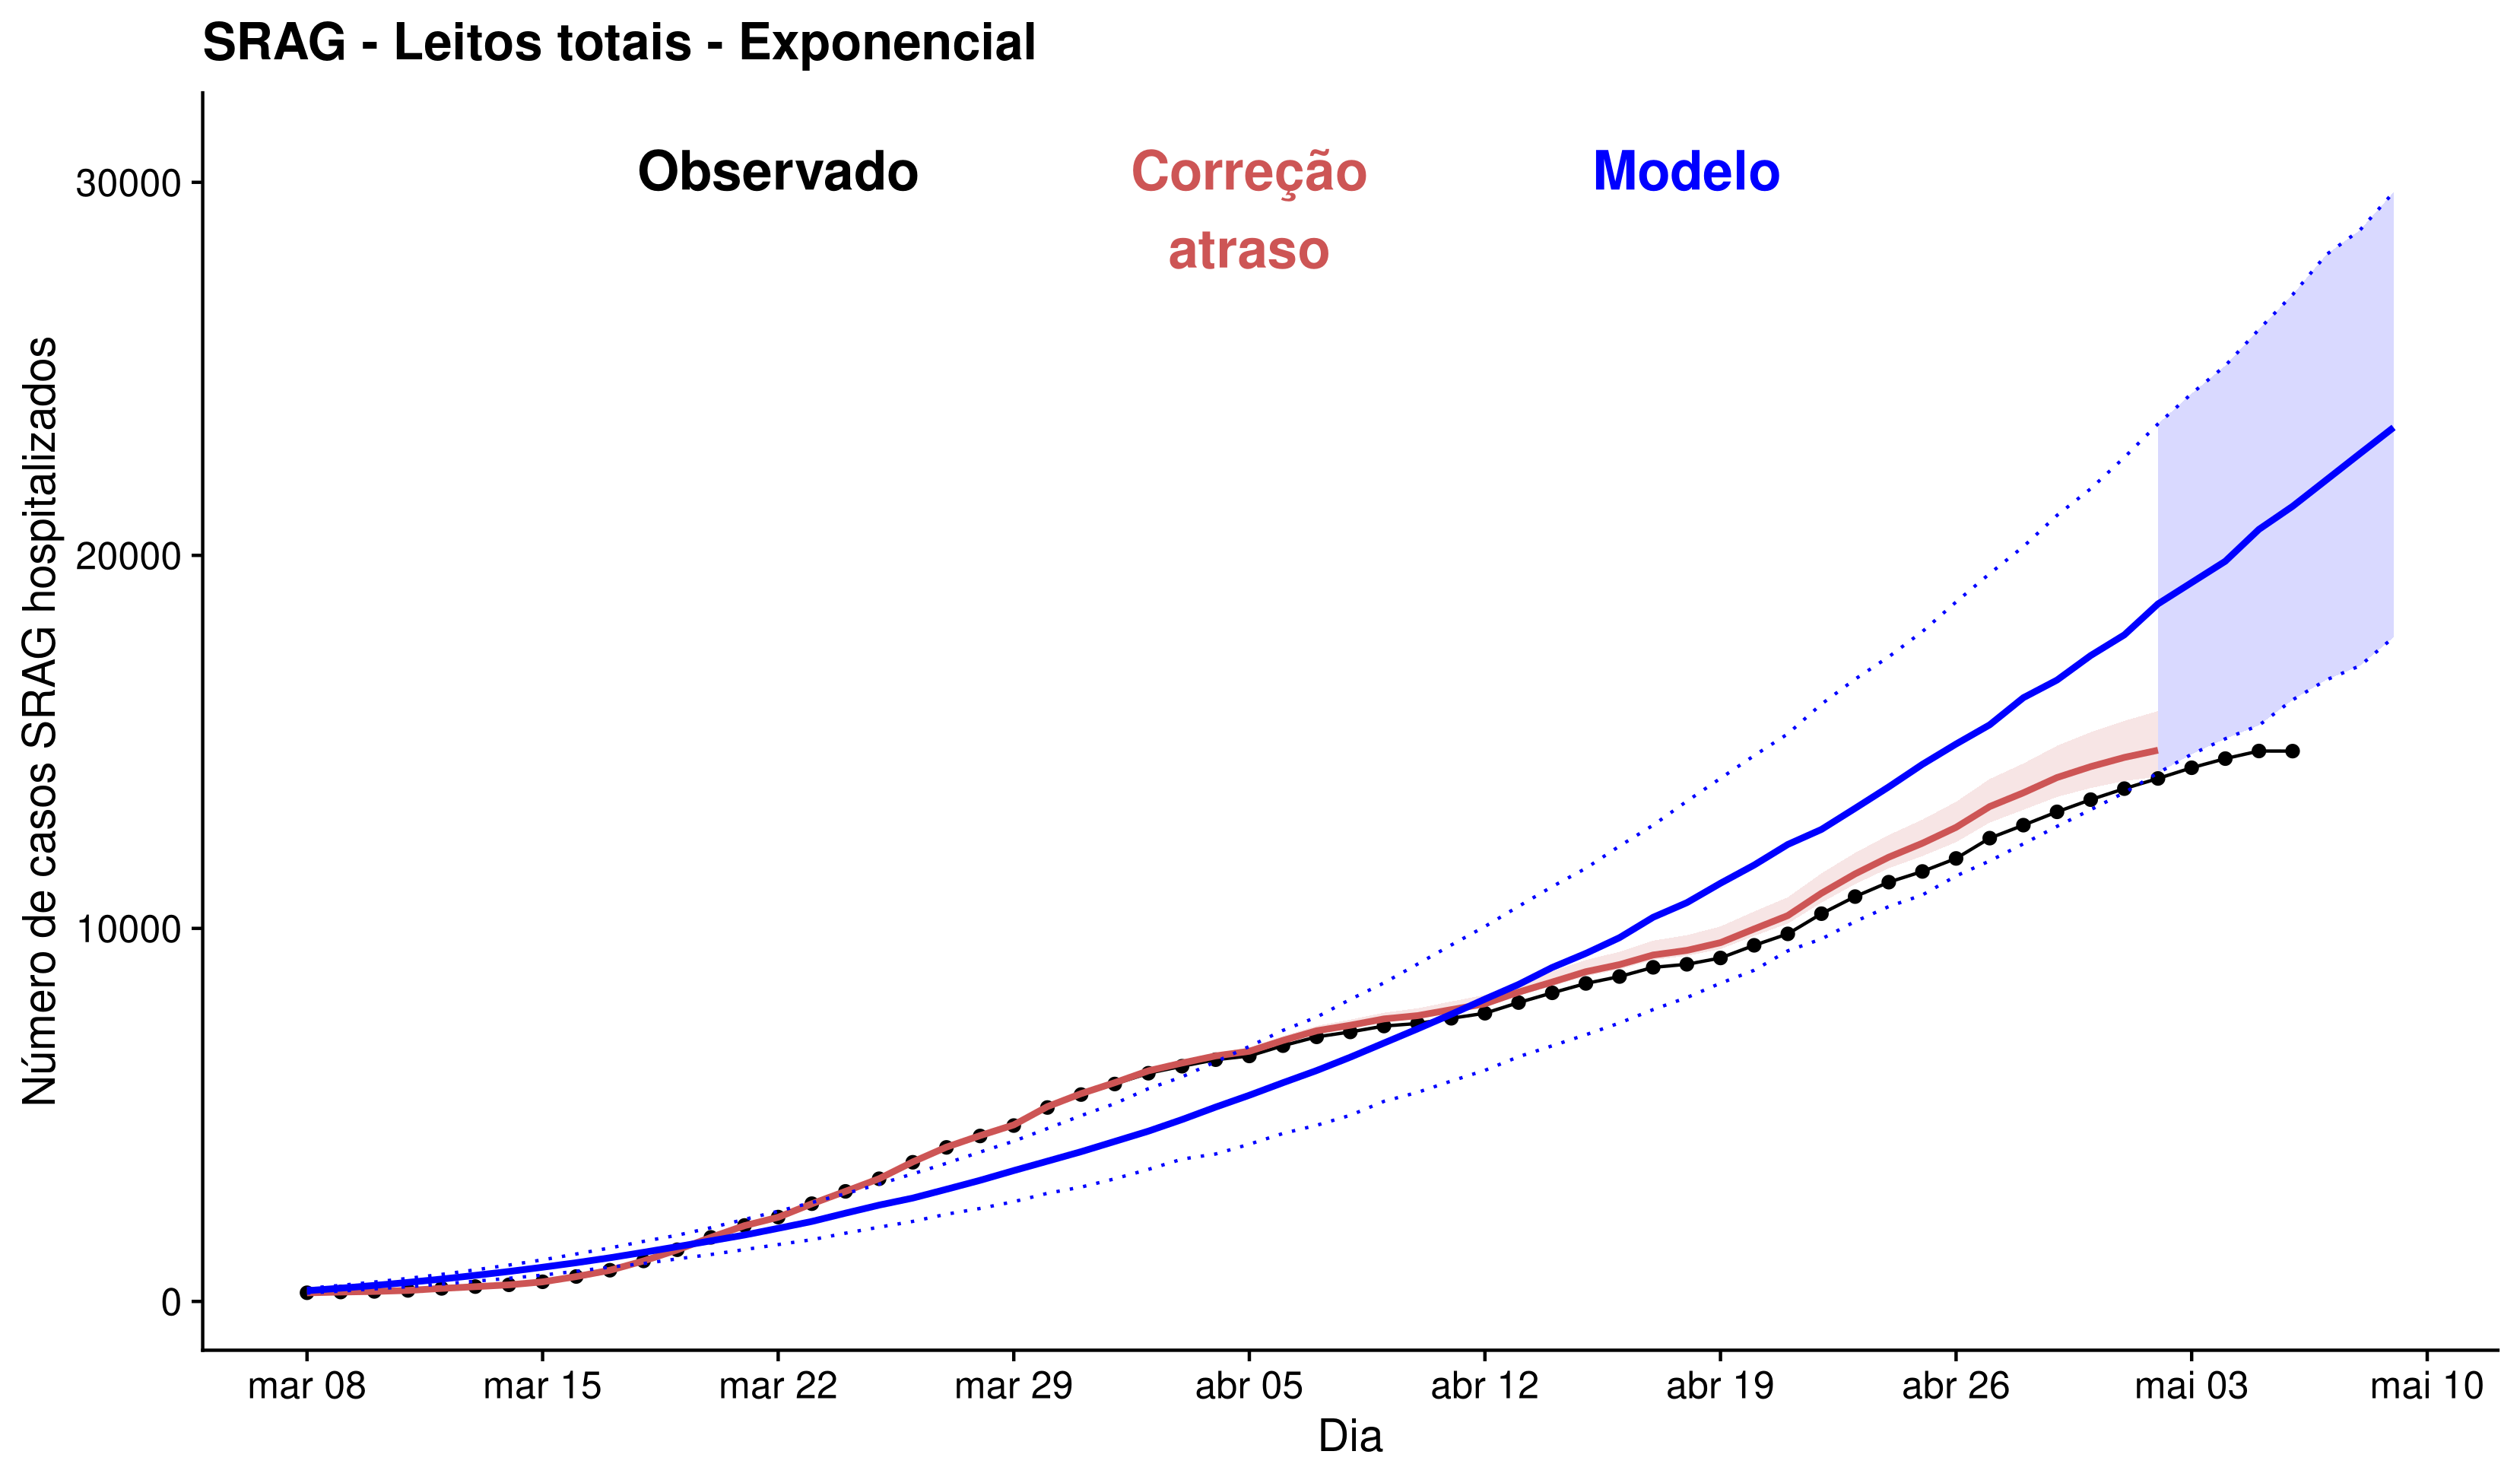 SRAG - Leitos totais - Exponencial
Observado
Correção
atraso
Modelo
Número de casos SRAG hospitalizados
30000
20000
10000
0
mar 08
mar 15
mar 22
mar 29
abr 05
abr 12
abr 19
abr 26
mai 03
mai 10
Dia